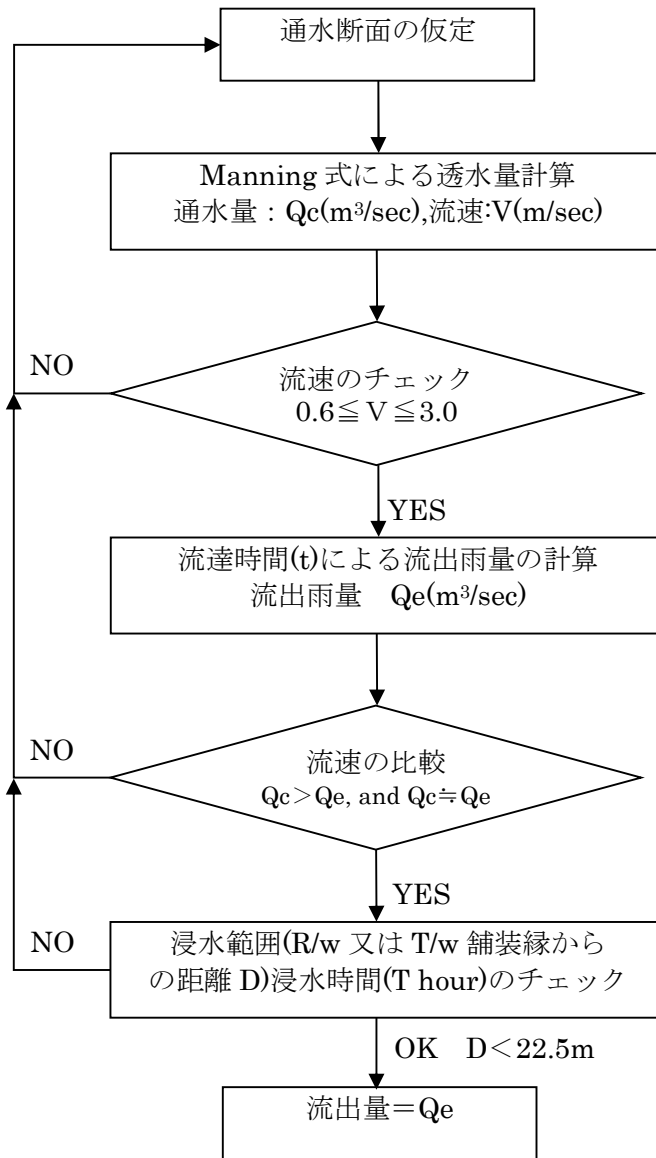 通水断面の仮定
Manning 式による透水量計算
通水量：Qc(m³/sec),流速:V(m/sec)
NO
流速のチェック
0.6≦V≦3.0
YES
流達時間(t)による流出雨量の計算
流出雨量　Qe(m³/sec)
NO
流速の比較
Qc＞Qe, and Qc≒Qe
YES
NO
浸水範囲(R/w 又は T/w 舗装縁から
の距離 D)浸水時間(T hour)のチェック
OK　D＜22.5m
流出量＝Qe